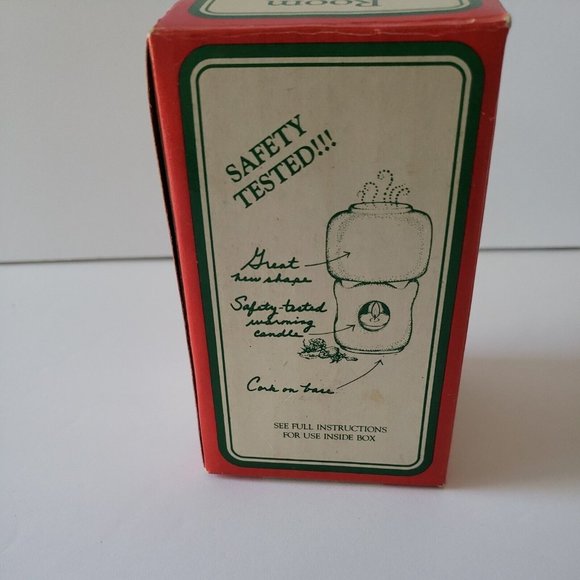 Room
SAFETY
TESTED!!!
Great
new shape
Safety-tested
warming
candle
Cork on base
SEE FULL INSTRUCTIONS
FOR USE INSIDE BOX